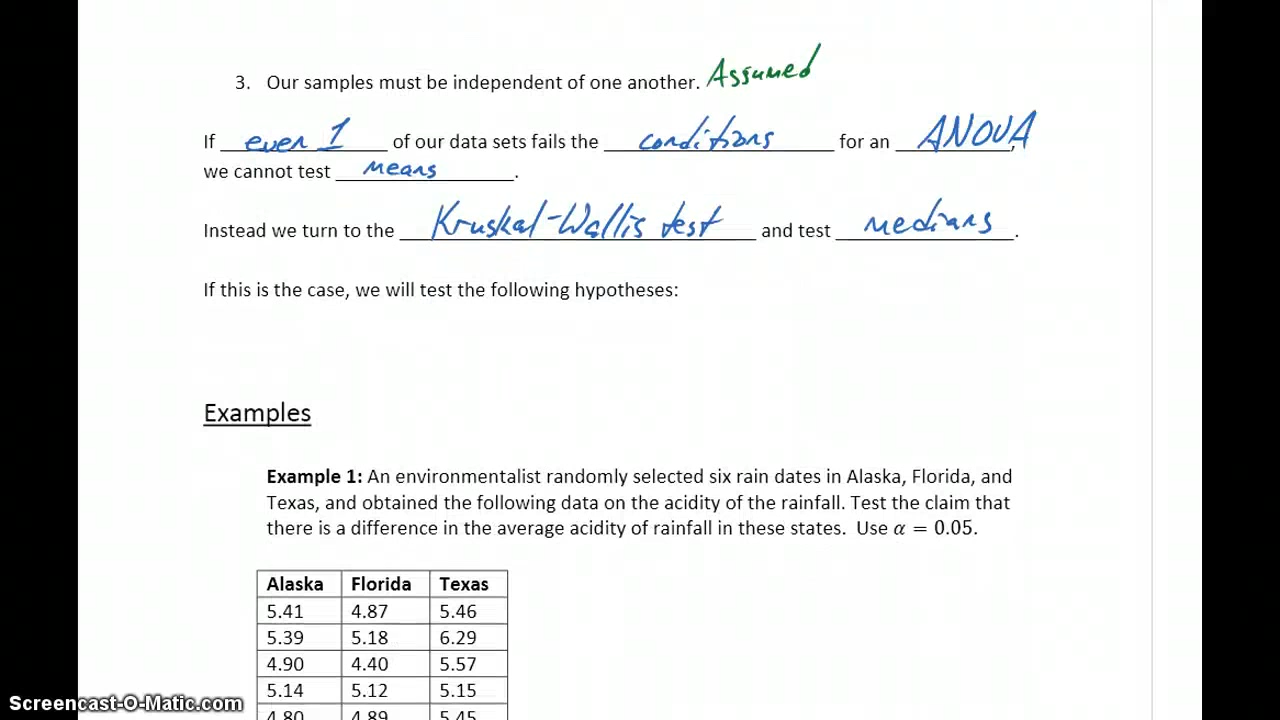 3. Our samples must be independent of one another. Assumed
If even 1 of our data sets fails the conditions for an ANOVA,
we cannot test means.
Instead we turn to the Kruskal-Wallis test and test medians.
If this is the case, we will test the following hypotheses:
Examples
Example 1: An environmentalist randomly selected six rain dates in Alaska, Florida, and
Texas, and obtained the following data on the acidity of the rainfall. Test the claim that
there is a difference in the average acidity of rainfall in these states. Use α = 0.05.
Alaska Florida Texas
5.41 4.87 5.46
5.39 5.18 6.29
4.90 4.40 5.57
5.14 5.12 5.15
4.80 4.89 5.45
Screencast-O-Matic.com